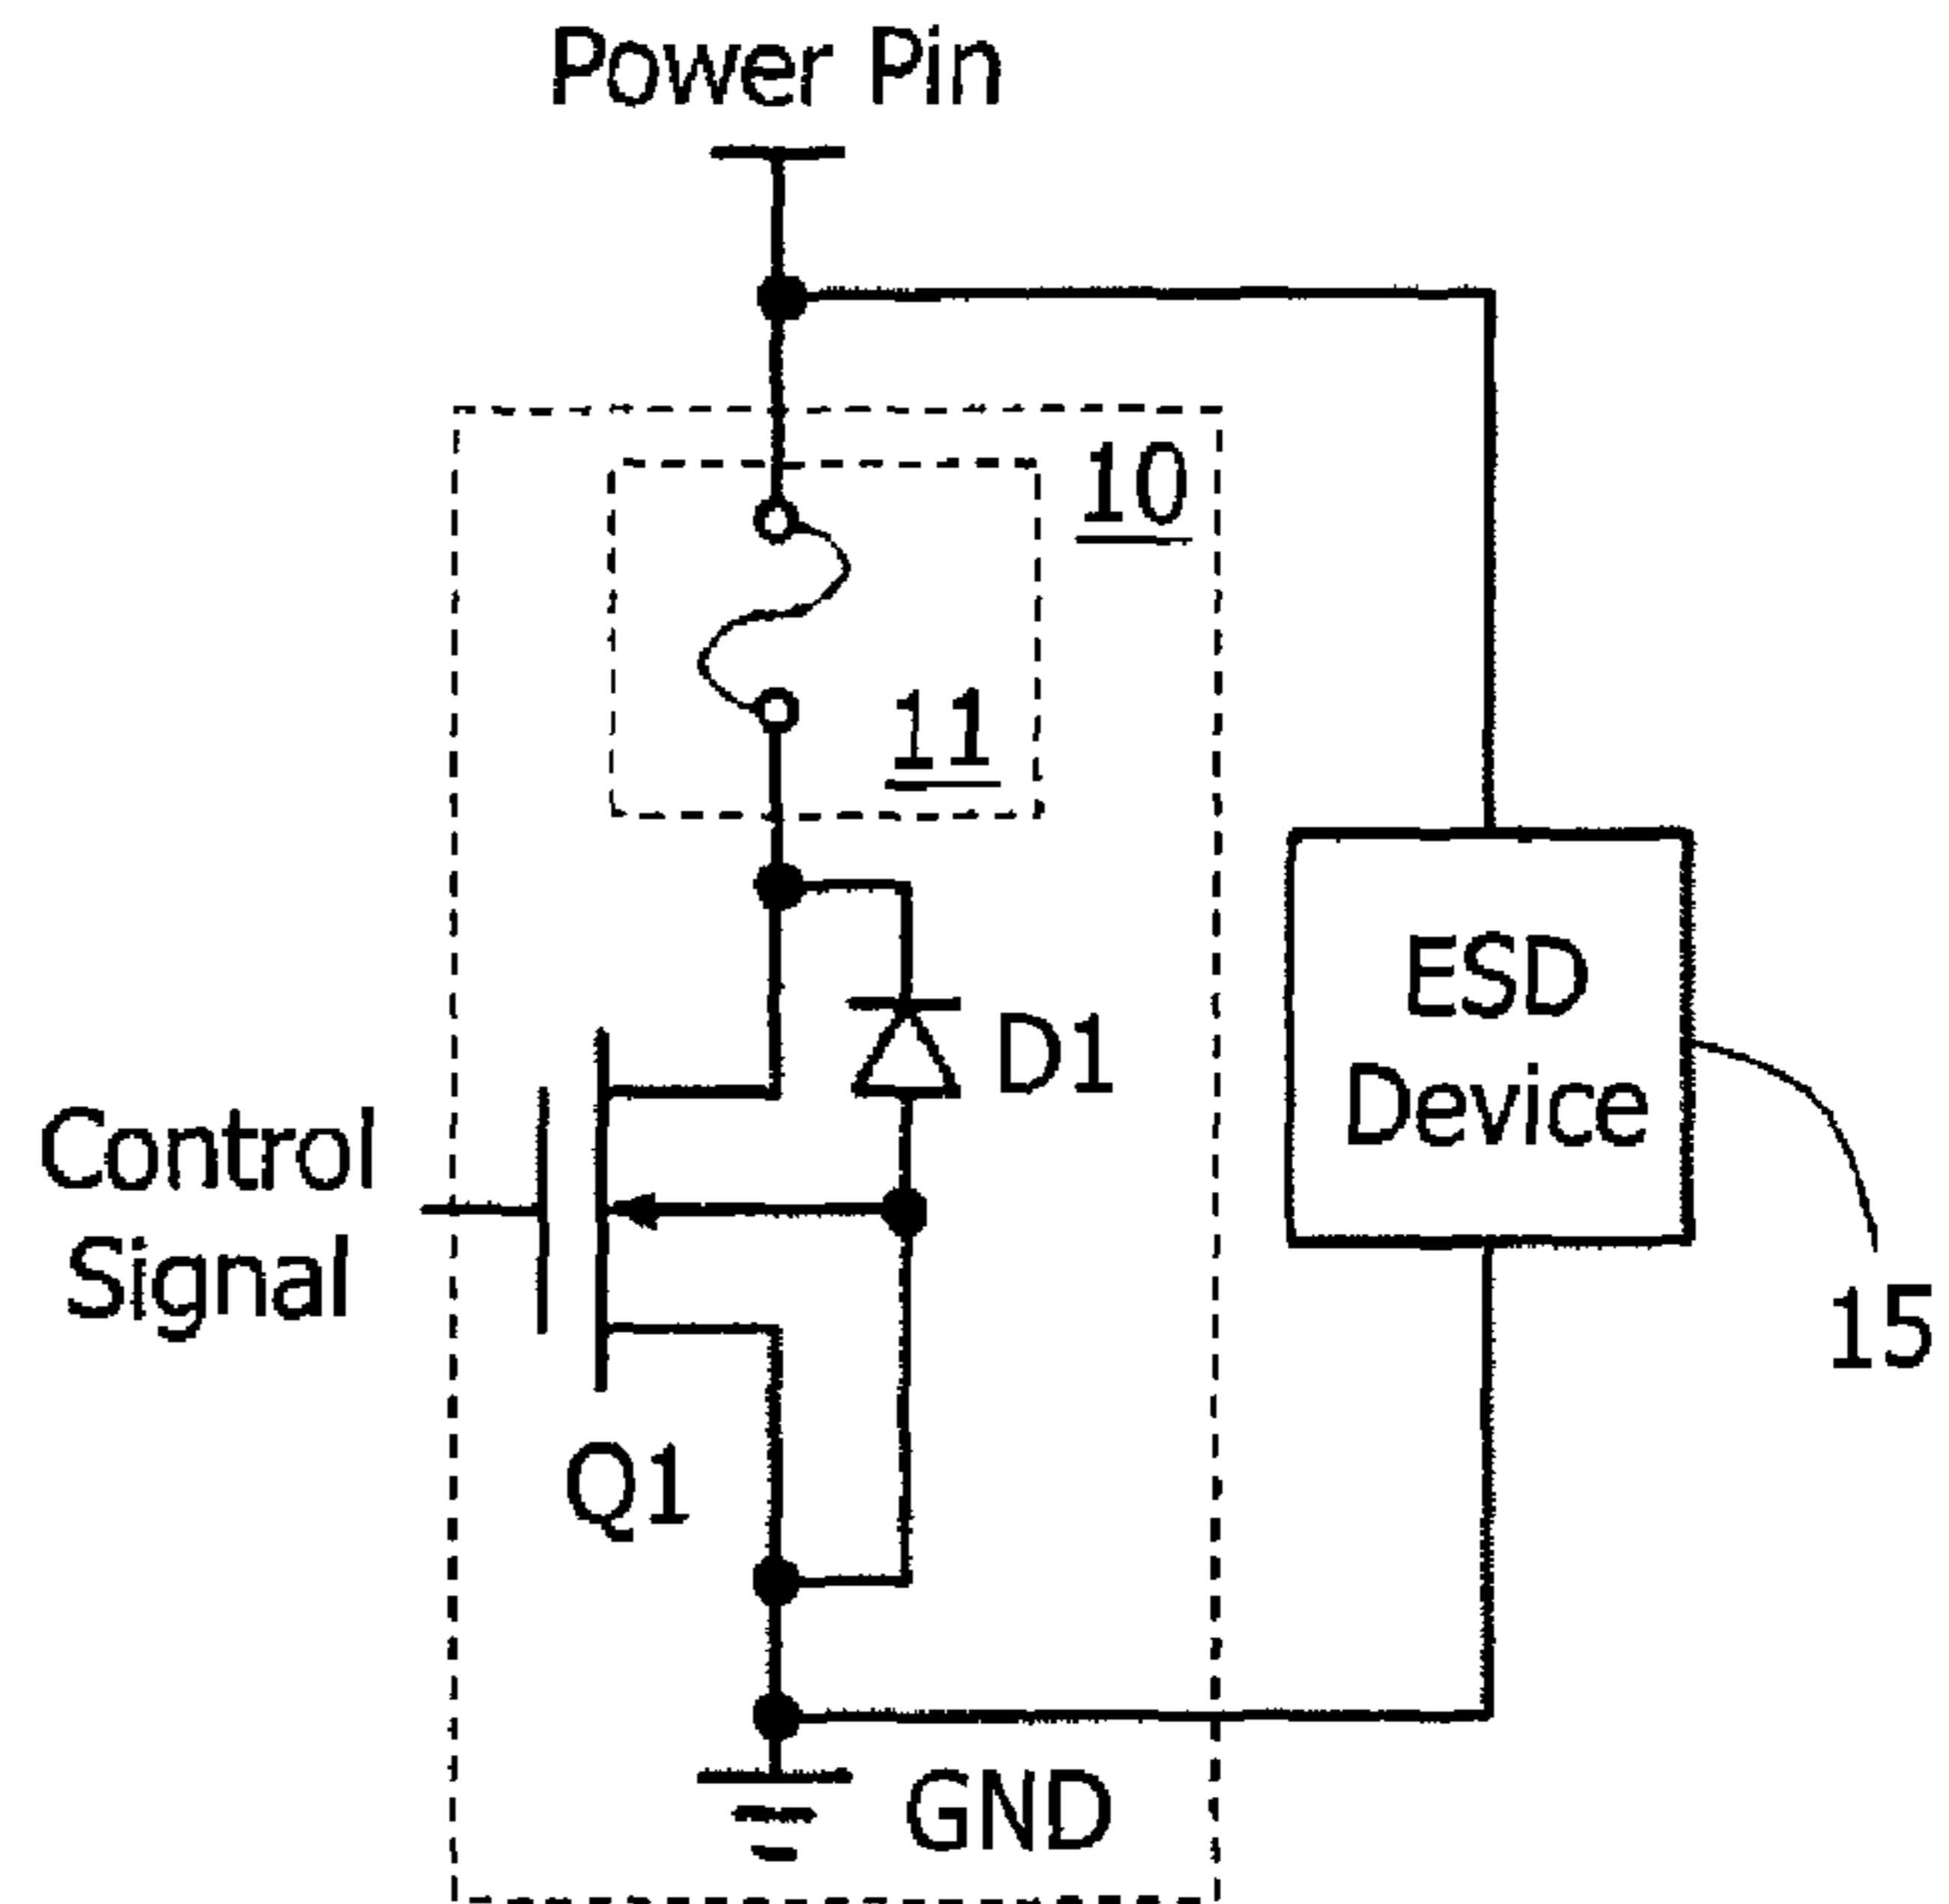 Power Pin
10
11
D1
ESD
Device
Control
Signal
15
Q1
GND